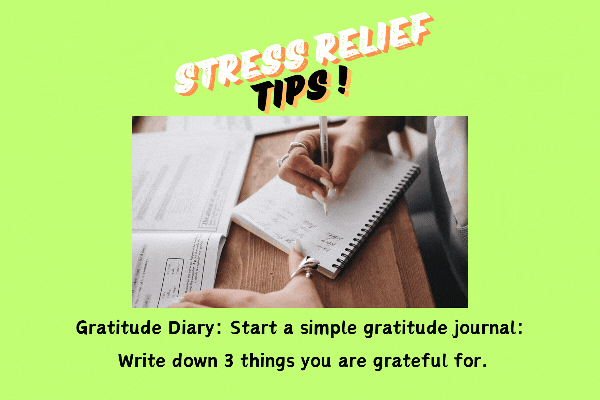 STRESS RELIEF
TIPS !
Gratitude Diary: Start a simple gratitude journal:
Write down 3 things you are grateful for.